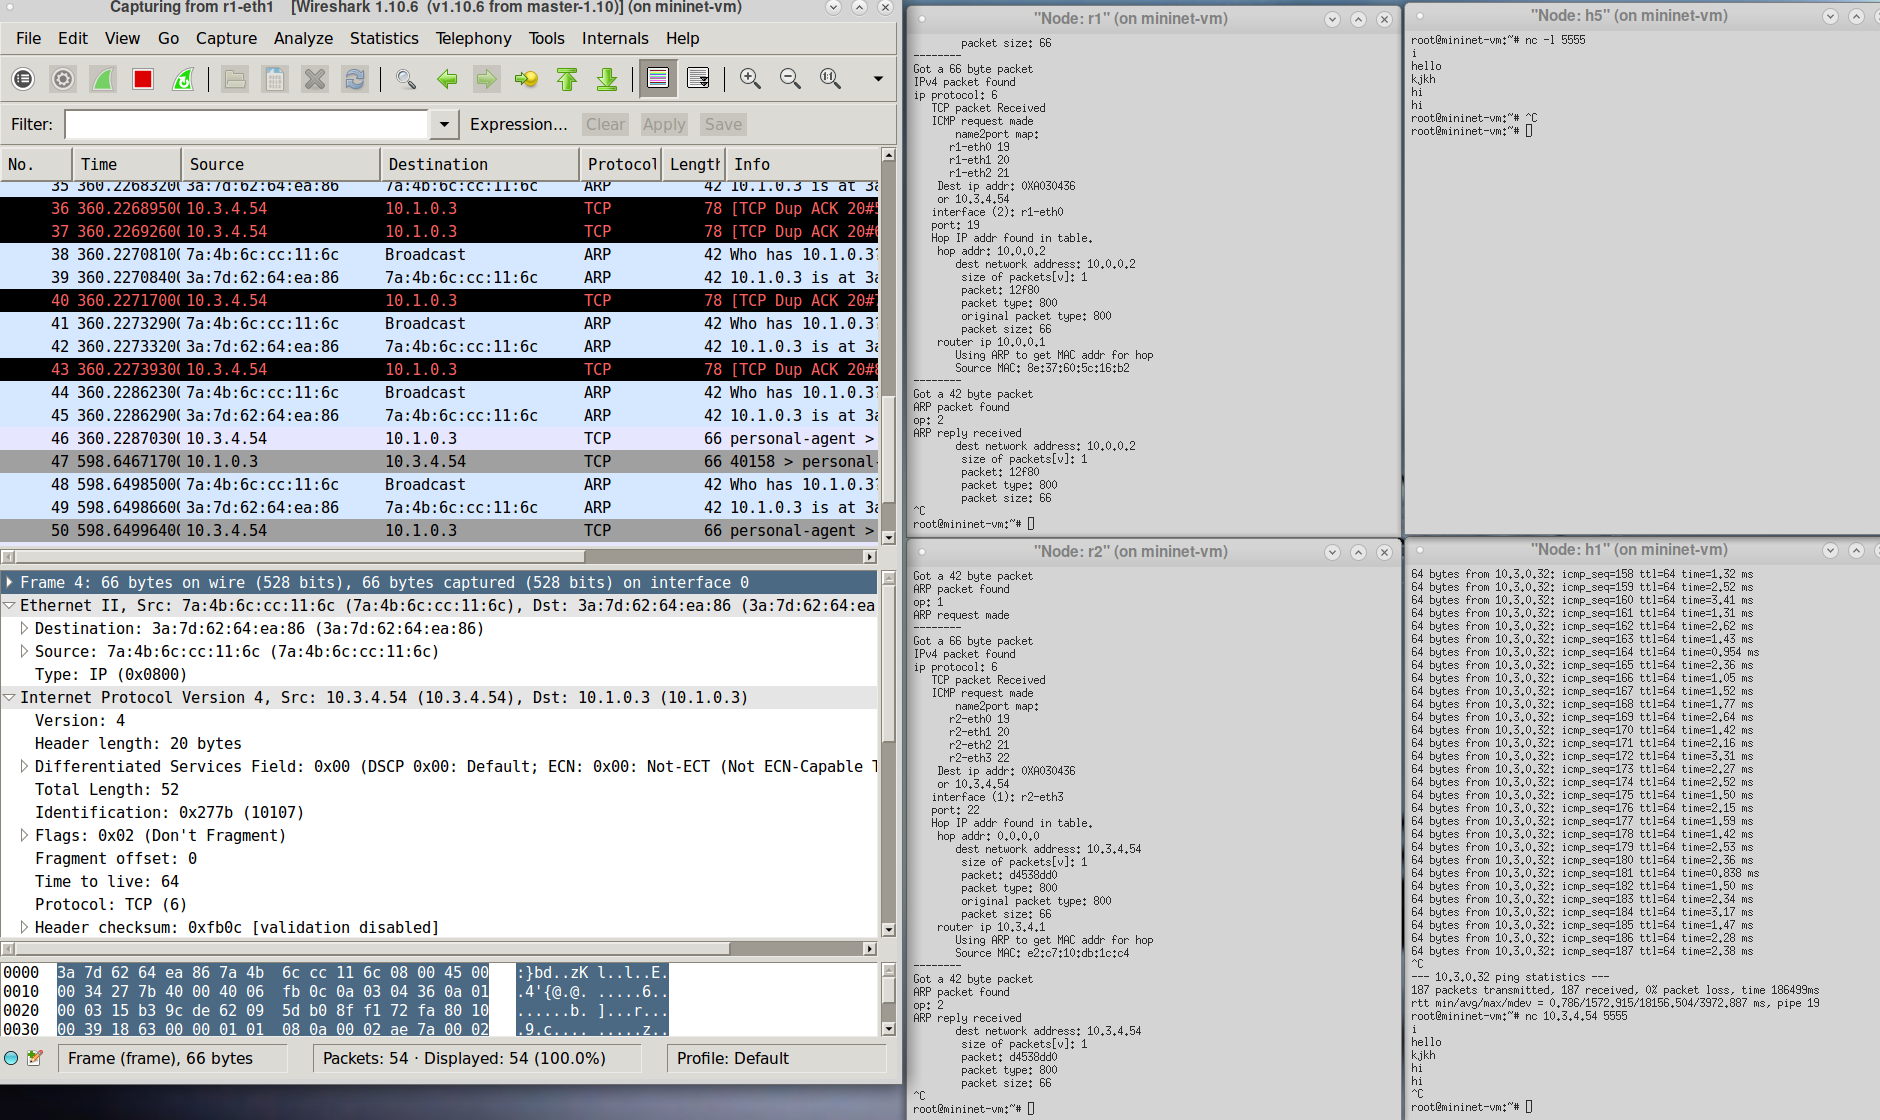 Capturing from r1-eth1    [Wireshark 1.10.6  (v1.10.6 from master-1.10)] (on mininet-vm)
File Edit View Go Capture Analyze Statistics Telephony Tools Internals Help
Filter: Expression... Clear Apply Save
No. Time Source Destination Protocol Length Info
35 360.22683200 3a:7d:62:64:ea:86 7a:4b:6c:cc:11:6c ARP 42 10.1.0.3 is at 3a
36 360.22689500 10.3.4.54 10.1.0.3 TCP 78 [TCP Dup ACK 20#5
37 360.22692600 10.3.4.54 10.1.0.3 TCP 78 [TCP Dup ACK 20#6
38 360.22708100 7a:4b:6c:cc:11:6c Broadcast ARP 42 Who has 10.1.0.3?
39 360.22708400 3a:7d:62:64:ea:86 7a:4b:6c:cc:11:6c ARP 42 10.1.0.3 is at 3a
40 360.22717000 10.3.4.54 10.1.0.3 TCP 78 [TCP Dup ACK 20#7
41 360.22732900 7a:4b:6c:cc:11:6c Broadcast ARP 42 Who has 10.1.0.3?
42 360.22733200 3a:7d:62:64:ea:86 7a:4b:6c:cc:11:6c ARP 42 10.1.0.3 is at 3a
43 360.22739300 10.3.4.54 10.1.0.3 TCP 78 [TCP Dup ACK 20#8
44 360.22862300 7a:4b:6c:cc:11:6c Broadcast ARP 42 Who has 10.1.0.3?
45 360.22862900 3a:7d:62:64:ea:86 7a:4b:6c:cc:11:6c ARP 42 10.1.0.3 is at 3a
46 360.22870300 10.3.4.54 10.1.0.3 TCP 66 personal-agent >
47 598.64671700 10.1.0.3 10.3.4.54 TCP 66 40158 > personal-
48 598.64985000 7a:4b:6c:cc:11:6c Broadcast ARP 42 Who has 10.1.0.3?
49 598.64986600 3a:7d:62:64:ea:86 7a:4b:6c:cc:11:6c ARP 42 10.1.0.3 is at 3a
50 598.64996400 10.3.4.54 10.1.0.3 TCP 66 personal-agent >
Frame 4: 66 bytes on wire (528 bits), 66 bytes captured (528 bits) on interface 0
Ethernet II, Src: 7a:4b:6c:cc:11:6c (7a:4b:6c:cc:11:6c), Dst: 3a:7d:62:64:ea:86 (3a:7d:62:64:ea
Destination: 3a:7d:62:64:ea:86 (3a:7d:62:64:ea:86)
Source: 7a:4b:6c:cc:11:6c (7a:4b:6c:cc:11:6c)
Type: IP (0x0800)
Internet Protocol Version 4, Src: 10.3.4.54 (10.3.4.54), Dst: 10.1.0.3 (10.1.0.3)
Version: 4
Header length: 20 bytes
Differentiated Services Field: 0x00 (DSCP 0x00: Default; ECN: 0x00: Not-ECT (Not ECN-Capable T
Total Length: 52
Identification: 0x277b (10107)
Flags: 0x02 (Don't Fragment)
Fragment offset: 0
Time to live: 64
Protocol: TCP (6)
Header checksum: 0xfb0c [validation disabled]
0000 3a 7d 62 64 ea 86 7a 4b 6c cc 11 6c 08 00 45 00 :}bd..zK l..l..E.
0010 00 34 27 7b 40 00 40 06 fb 0c 0a 03 04 36 0a 01 .4'{@.@. .....6..
0020 00 03 15 b3 9c de 62 09 5d b0 8f f1 72 fa 80 10 ......b. ]...r...
0030 00 39 18 63 00 00 01 01 08 0a 00 02 ae 7a 00 02 .9.c.... .....z..
Frame (frame), 66 bytes
Packets: 54 · Displayed: 54 (100.0%)
Profile: Default
"Node: r1" (on mininet-vm)
packet size: 66
--------
Got a 66 byte packet
IPv4 packet found
ip protocol: 6
TCP packet Received
ICMP request made
name2port map:
r1-eth0 19
r1-eth1 20
r1-eth2 21
Dest ip addr: 0XA030436
or 10.3.4.54
interface (2): r1-eth0
port: 19
Hop IP addr found in table.
hop addr: 10.0.0.2
dest network address: 10.0.0.2
size of packets[v]: 1
packet: 12f80
packet type: 800
original packet type: 800
packet size: 66
router ip 10.0.0.1
Using ARP to get MAC addr for hop
Source MAC: 8e:37:60:5c:16:b2
--------
Got a 42 byte packet
ARP packet found
op: 2
ARP reply received
dest network address: 10.0.0.2
size of packets[v]: 1
packet: 12f80
packet type: 800
packet size: 66
^C
root@mininet-vm:~#
"Node: h5" (on mininet-vm)
root@mininet-vm:~# nc -l 5555
i
hello
kjkh
hi
hi
root@mininet-vm:~# ^C
root@mininet-vm:~#
"Node: r2" (on mininet-vm)
Got a 42 byte packet
ARP packet found
op: 1
ARP request made
--------
Got a 66 byte packet
IPv4 packet found
ip protocol: 6
TCP packet Received
ICMP request made
name2port map:
r2-eth0 19
r2-eth1 20
r2-eth2 21
r2-eth3 22
Dest ip addr: 0XA030436
or 10.3.4.54
interface (1): r2-eth3
port: 22
Hop IP addr found in table.
hop addr: 0.0.0.0
dest network address: 10.3.4.54
size of packets[v]: 1
packet: d4538dd0
packet type: 800
original packet type: 800
packet size: 66
router ip 10.3.4.1
Using ARP to get MAC addr for hop
Source MAC: e2:c7:10:db:1c:c4
--------
Got a 42 byte packet
ARP packet found
op: 2
ARP reply received
dest network address: 10.3.4.54
size of packets[v]: 1
packet: d4538dd0
packet type: 800
packet size: 66
^C
root@mininet-vm:~#
"Node: h1" (on mininet-vm)
64 bytes from 10.3.0.32: icmp_seq=158 ttl=64 time=1.32 ms
64 bytes from 10.3.0.32: icmp_seq=159 ttl=64 time=2.52 ms
64 bytes from 10.3.0.32: icmp_seq=160 ttl=64 time=3.41 ms
64 bytes from 10.3.0.32: icmp_seq=161 ttl=64 time=1.31 ms
64 bytes from 10.3.0.32: icmp_seq=162 ttl=64 time=2.62 ms
64 bytes from 10.3.0.32: icmp_seq=163 ttl=64 time=1.43 ms
64 bytes from 10.3.0.32: icmp_seq=164 ttl=64 time=0.954 ms
64 bytes from 10.3.0.32: icmp_seq=165 ttl=64 time=2.36 ms
64 bytes from 10.3.0.32: icmp_seq=166 ttl=64 time=1.05 ms
64 bytes from 10.3.0.32: icmp_seq=167 ttl=64 time=1.52 ms
64 bytes from 10.3.0.32: icmp_seq=168 ttl=64 time=1.77 ms
64 bytes from 10.3.0.32: icmp_seq=169 ttl=64 time=2.64 ms
64 bytes from 10.3.0.32: icmp_seq=170 ttl=64 time=1.42 ms
64 bytes from 10.3.0.32: icmp_seq=171 ttl=64 time=2.16 ms
64 bytes from 10.3.0.32: icmp_seq=172 ttl=64 time=3.31 ms
64 bytes from 10.3.0.32: icmp_seq=173 ttl=64 time=2.27 ms
64 bytes from 10.3.0.32: icmp_seq=174 ttl=64 time=2.52 ms
64 bytes from 10.3.0.32: icmp_seq=175 ttl=64 time=1.50 ms
64 bytes from 10.3.0.32: icmp_seq=176 ttl=64 time=2.15 ms
64 bytes from 10.3.0.32: icmp_seq=177 ttl=64 time=1.59 ms
64 bytes from 10.3.0.32: icmp_seq=178 ttl=64 time=1.42 ms
64 bytes from 10.3.0.32: icmp_seq=179 ttl=64 time=2.53 ms
64 bytes from 10.3.0.32: icmp_seq=180 ttl=64 time=2.36 ms
64 bytes from 10.3.0.32: icmp_seq=181 ttl=64 time=0.838 ms
64 bytes from 10.3.0.32: icmp_seq=182 ttl=64 time=1.50 ms
64 bytes from 10.3.0.32: icmp_seq=183 ttl=64 time=2.34 ms
64 bytes from 10.3.0.32: icmp_seq=184 ttl=64 time=3.17 ms
64 bytes from 10.3.0.32: icmp_seq=185 ttl=64 time=1.47 ms
64 bytes from 10.3.0.32: icmp_seq=186 ttl=64 time=2.28 ms
64 bytes from 10.3.0.32: icmp_seq=187 ttl=64 time=2.38 ms
^C
--- 10.3.0.32 ping statistics ---
187 packets transmitted, 187 received, 0% packet loss, time 186499ms
rtt min/avg/max/mdev = 0.786/1572.915/18156.504/3972.887 ms, pipe 19
root@mininet-vm:~# nc 10.3.4.54 5555
i
hello
kjkh
hi
hi
^C
root@mininet-vm:~#